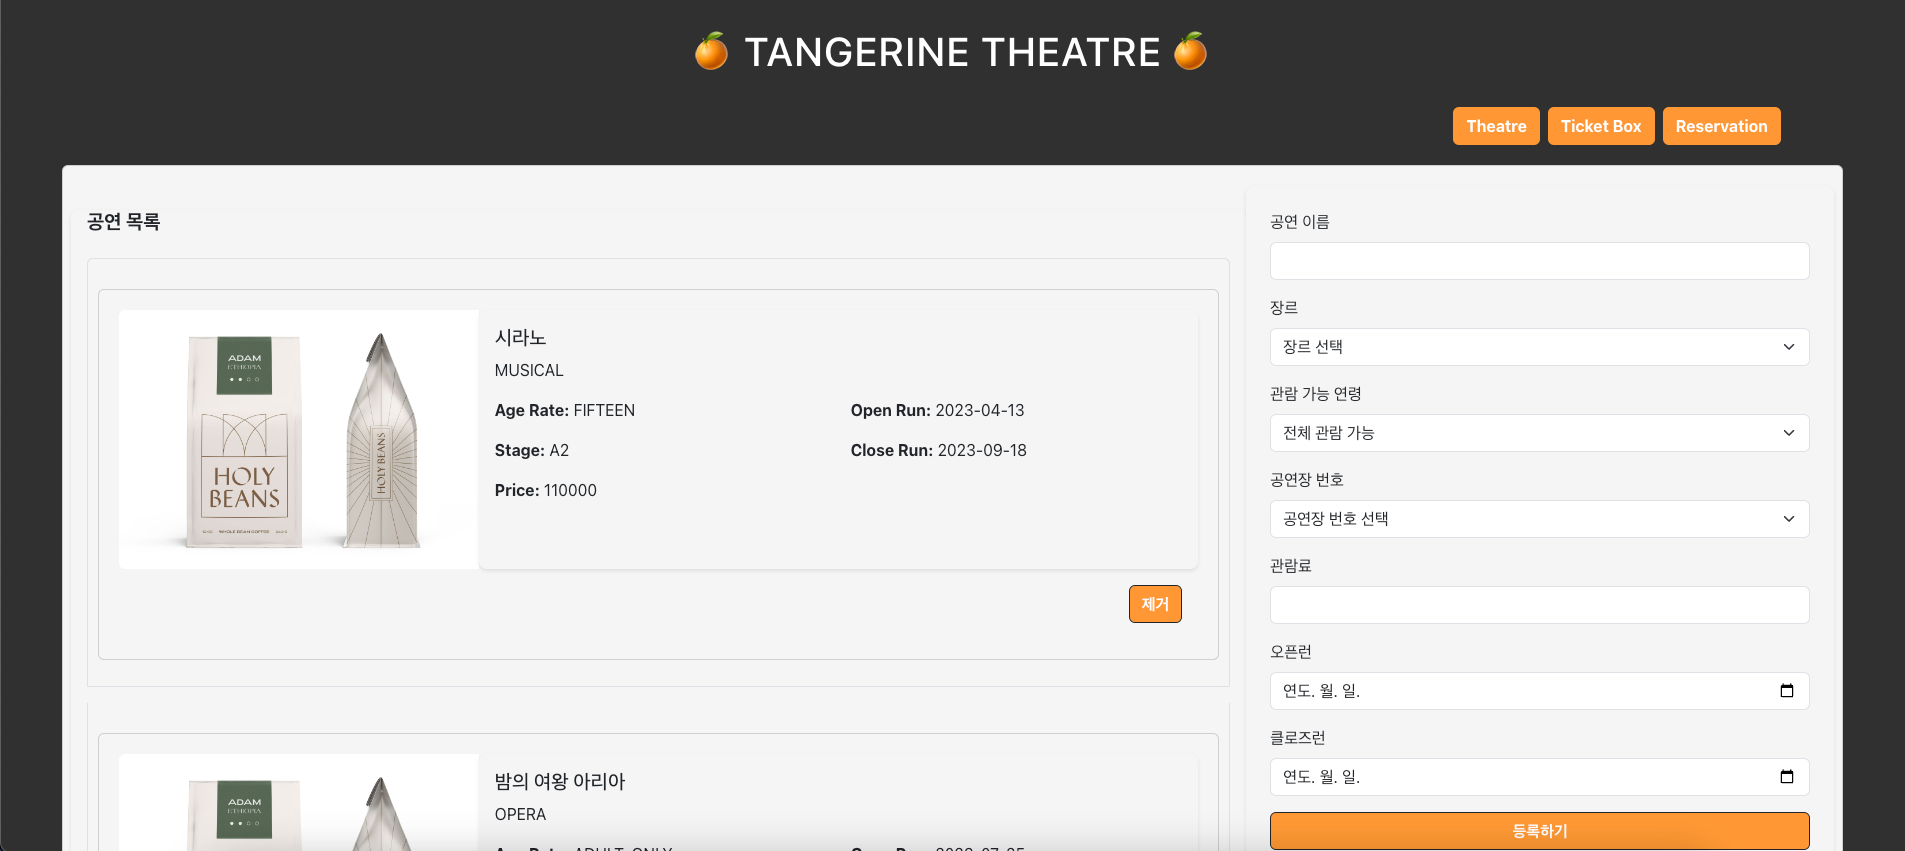 TANGERINE THEATRE
Theatre
Ticket Box
Reservation
공연 목록
ADAM
ETHIOPIA
HOLY
BEANS
WHOLE BEAN COFFEE
HOLY BEANS
시라노
MUSICAL
Age Rate: FIFTEEN
Open Run: 2023-04-13
Stage: A2
Close Run: 2023-09-18
Price: 110000
제거
ADAM
ETHIOPIA
밤의 여왕 아리아
OPERA
공연 이름
장르
장르 선택
관람 가능 연령
전체 관람 가능
공연장 번호
공연장 번호 선택
관람료
오픈런
연도. 월. 일.
클로즈런
연도. 월. 일.
등록하기